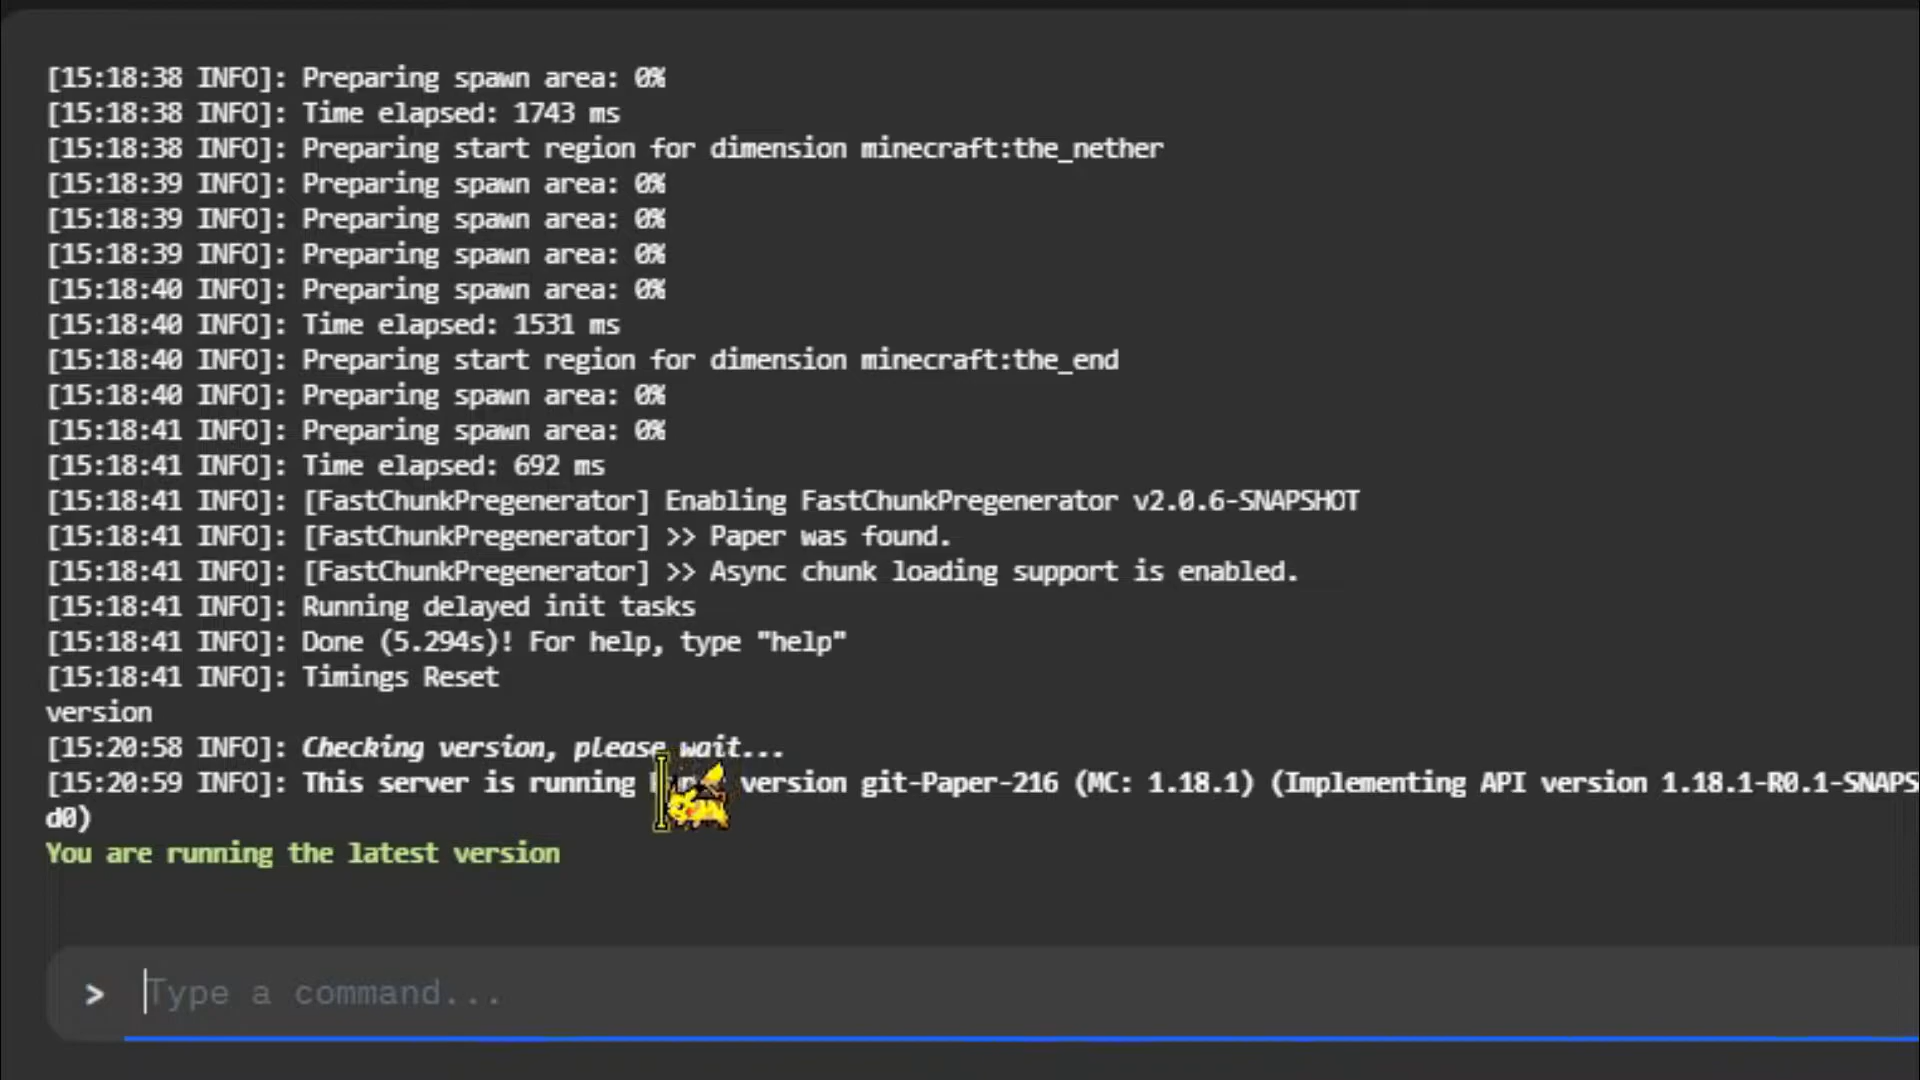 [15:18:38 INFO]: Preparing spawn area: 0%
[15:18:38 INFO]: Time elapsed: 1743 ms
[15:18:38 INFO]: Preparing start region for dimension minecraft:the_nether
[15:18:39 INFO]: Preparing spawn area: 0%
[15:18:39 INFO]: Preparing spawn area: 0%
[15:18:39 INFO]: Preparing spawn area: 0%
[15:18:40 INFO]: Preparing spawn area: 0%
[15:18:40 INFO]: Time elapsed: 1531 ms
[15:18:40 INFO]: Preparing start region for dimension minecraft:the_end
[15:18:40 INFO]: Preparing spawn area: 0%
[15:18:41 INFO]: Preparing spawn area: 0%
[15:18:41 INFO]: Time elapsed: 692 ms
[15:18:41 INFO]: [FastChunkPregenerator] Enabling FastChunkPregenerator v2.0.6-SNAPSHOT
[15:18:41 INFO]: [FastChunkPregenerator] >> Paper was found.
[15:18:41 INFO]: [FastChunkPregenerator] >> Async chunk loading support is enabled.
[15:18:41 INFO]: Running delayed init tasks
[15:18:41 INFO]: Done (5.294s)! For help, type "help"
[15:18:41 INFO]: Timings Reset
version
[15:20:58 INFO]: Checking version, please wait...
[15:20:59 INFO]: This server is running version git-Paper-216 (MC: 1.18.1) (Implementing API version 1.18.1-R0.1-SNAPS
d0)
You are running the latest version
> Type a command...